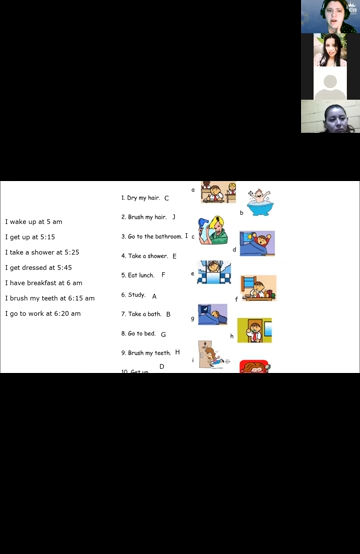 I wake up at 5 am
I get up at 5:15
I take a shower at 5:25
I get dressed at 5:45
I have breakfast at 6 am
I brush my teeth at 6:15 am
I go to work at 6:20 am
1. Dry my hair. C
2. Brush my hair. J
3. Go to the bathroom. I
4. Take a shower. E
5. Eat lunch. F
6. Study. A
7. Take a bath. B
8. Go to bed. G
9. Brush my teeth. H
10. Get up. D
a
b
c
d
e
f
g
h
i